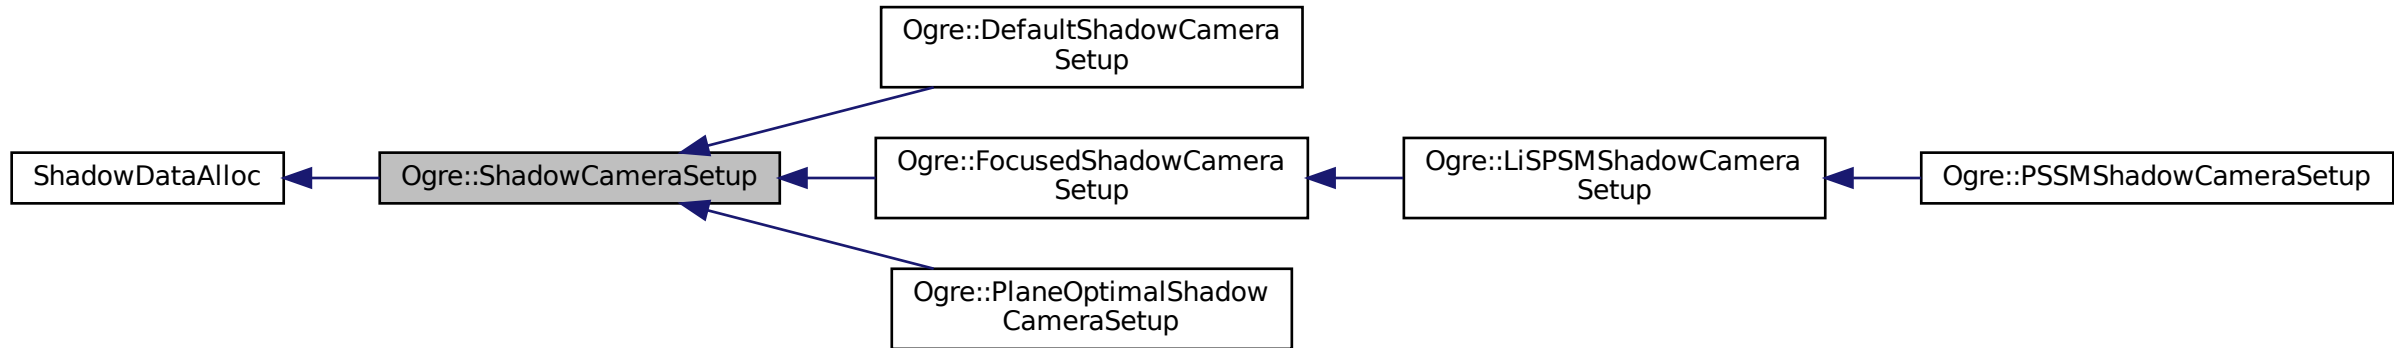 Ogre::DefaultShadowCamera
Setup
ShadowDataAlloc
Ogre::ShadowCameraSetup
Ogre::FocusedShadowCamera
Setup
Ogre::LiSPSMShadowCamera
Setup
Ogre::PSSMShadowCameraSetup
Ogre::PlaneOptimalShadow
CameraSetup